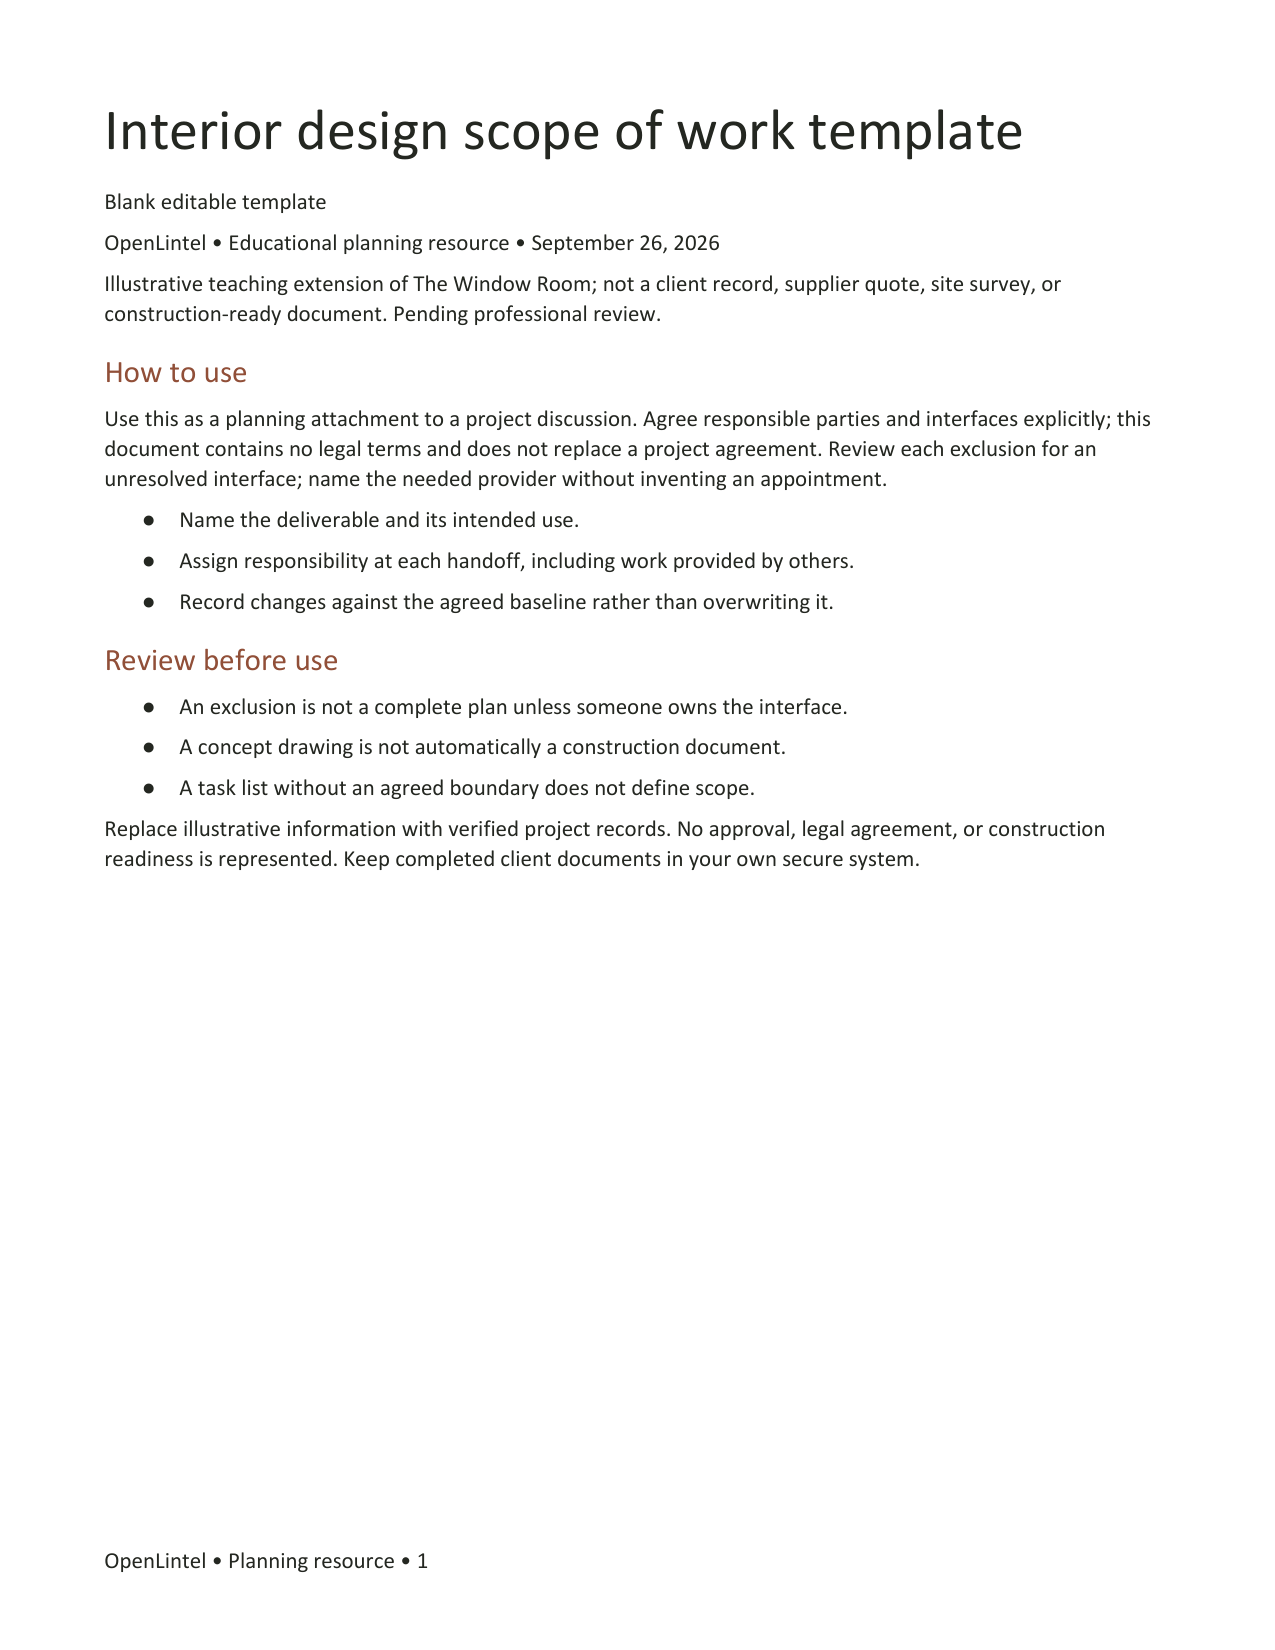 Interior design scope of work template
Blank editable template
OpenLintel • Educational planning resource • September 26, 2026
Illustrative teaching extension of The Window Room; not a client record, supplier quote, site survey, or
construction-ready document. Pending professional review.
How to use
Use this as a planning attachment to a project discussion. Agree responsible parties and interfaces explicitly; this
document contains no legal terms and does not replace a project agreement. Review each exclusion for an
unresolved interface; name the needed provider without inventing an appointment.
● Name the deliverable and its intended use.
● Assign responsibility at each handoff, including work provided by others.
● Record changes against the agreed baseline rather than overwriting it.
Review before use
● An exclusion is not a complete plan unless someone owns the interface.
● A concept drawing is not automatically a construction document.
● A task list without an agreed boundary does not define scope.
Replace illustrative information with verified project records. No approval, legal agreement, or construction
readiness is represented. Keep completed client documents in your own secure system.
OpenLintel • Planning resource • 1